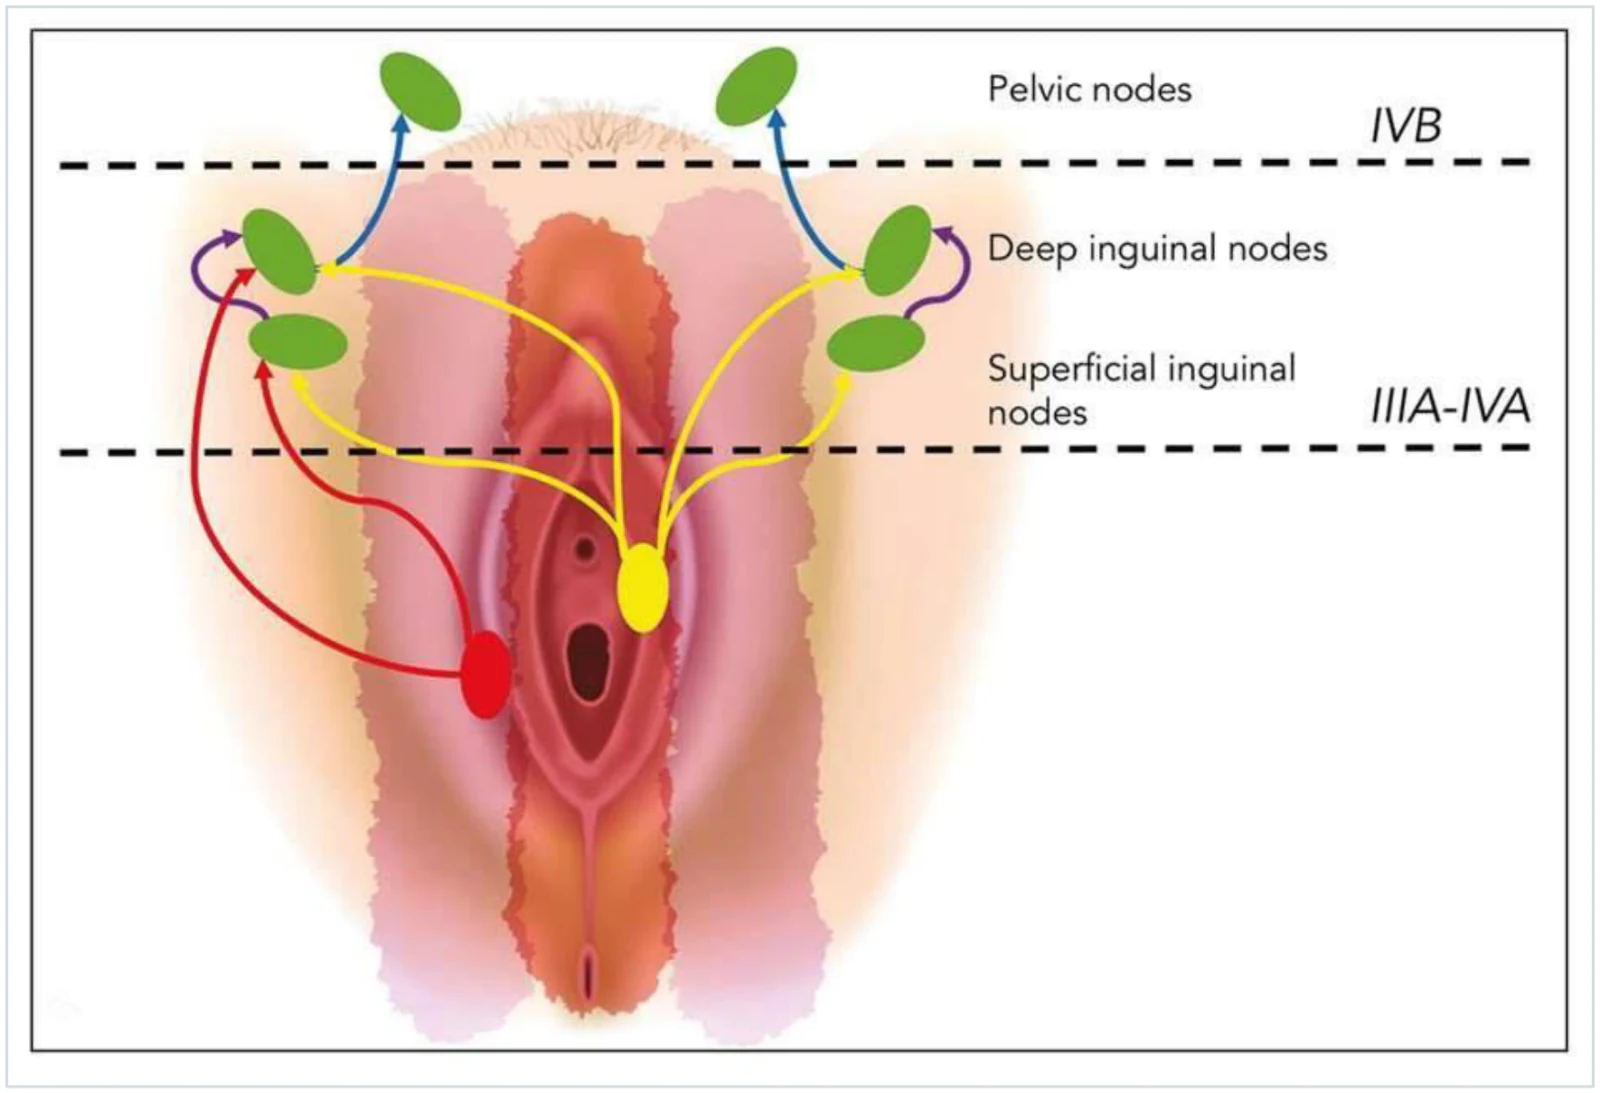 Pelvic nodes
IVB
Deep inguinal nodes
Superficial inguinal
nodes
IIIA-IVA